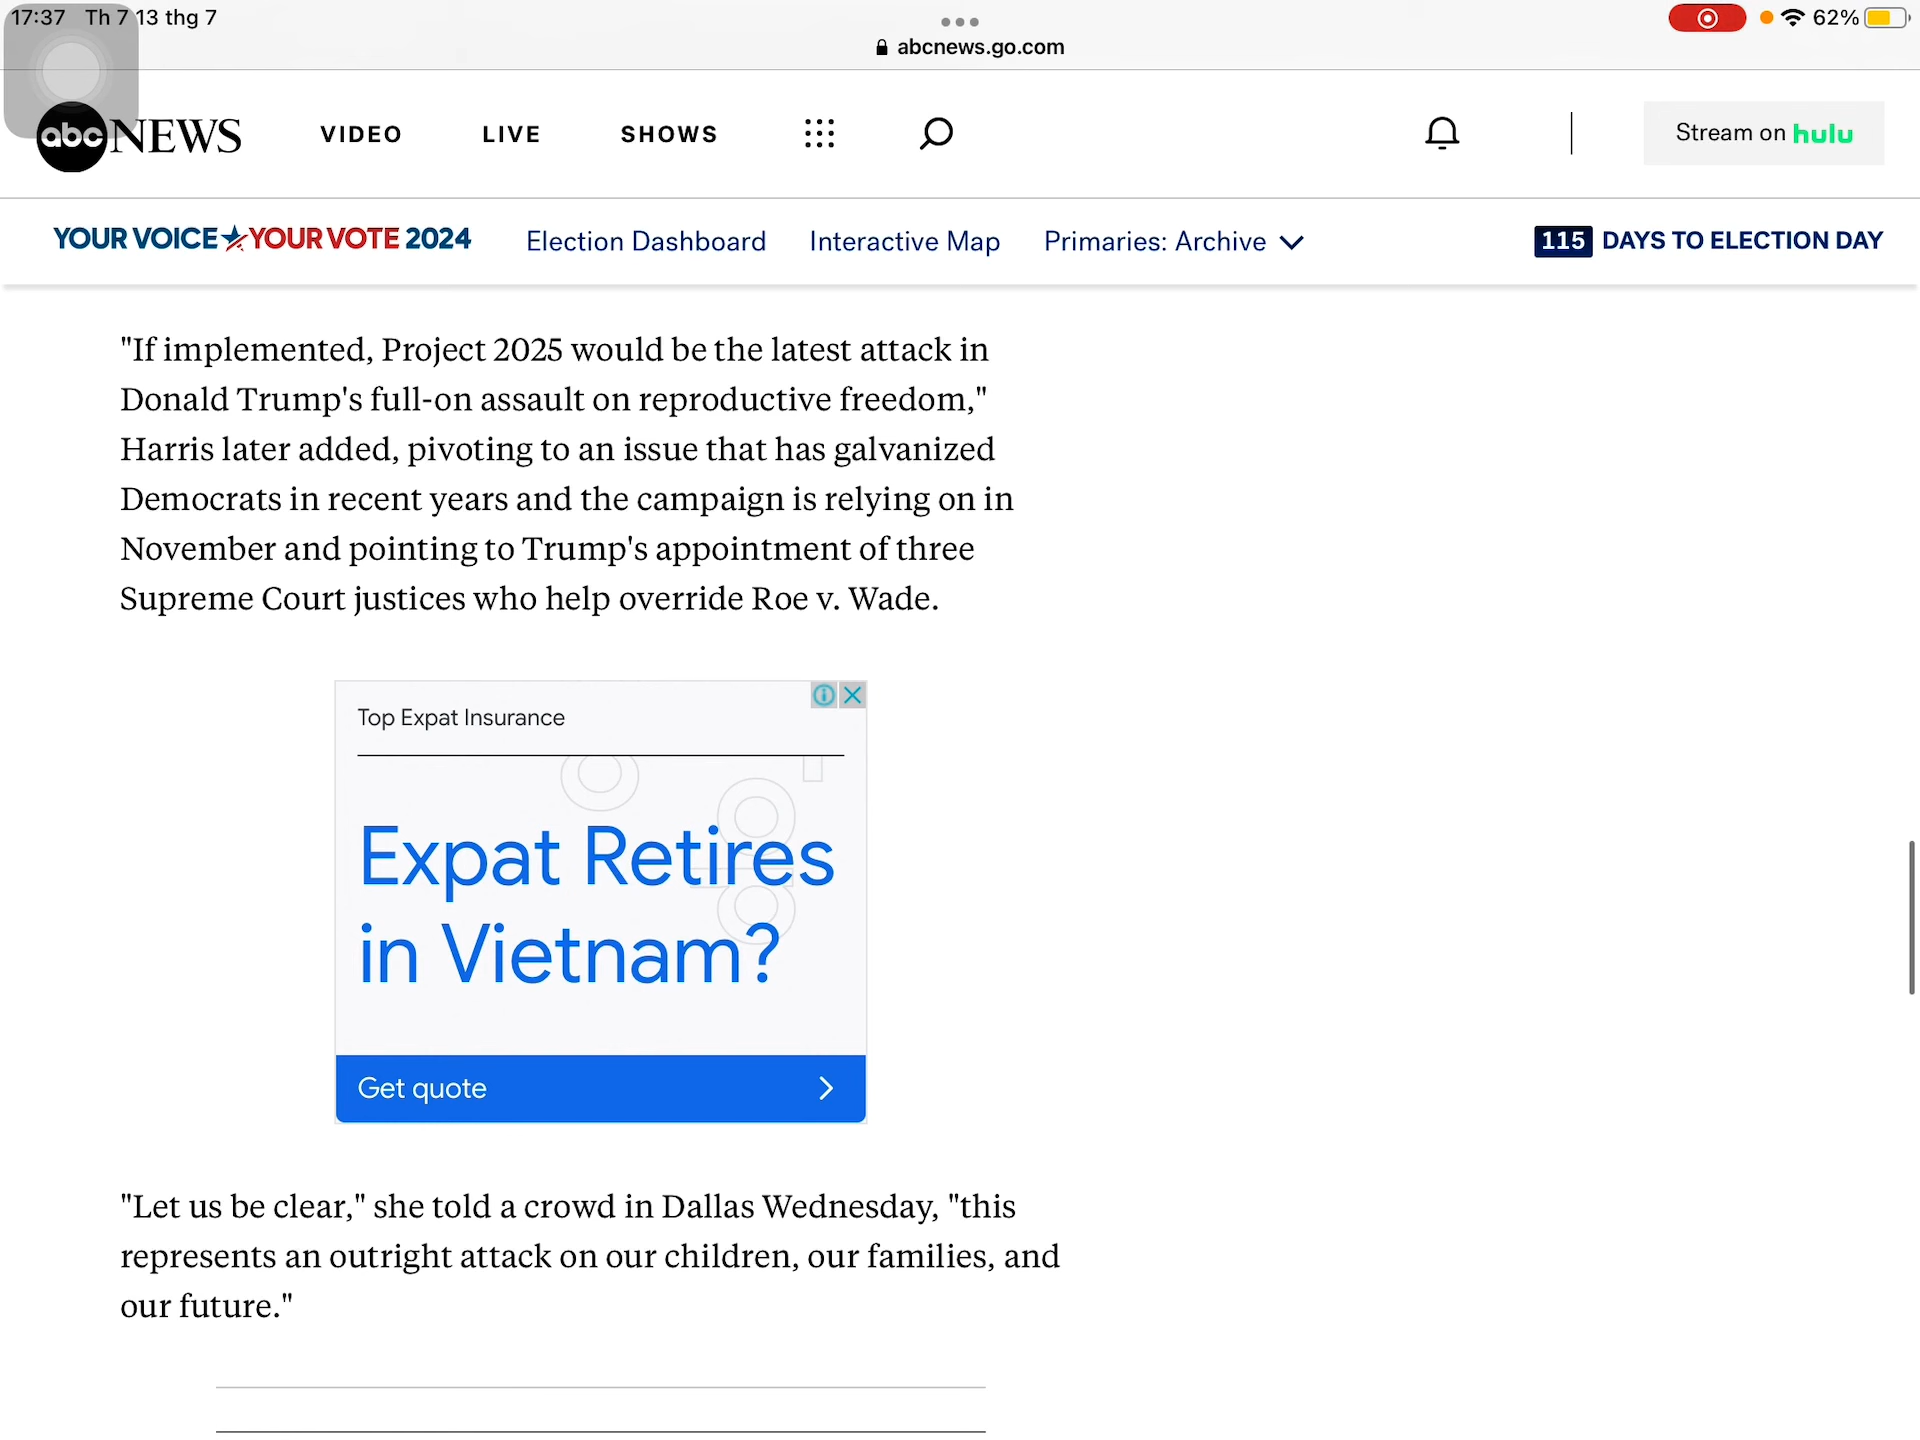 17:37 Th 7 13 thg 7
62%
abcnews.go.com
abc NEWS VIDEO LIVE SHOWS Stream on hulu
YOUR VOICE YOUR VOTE 2024 Election Dashboard Interactive Map Primaries: Archive 115 DAYS TO ELECTION DAY
"If implemented, Project 2025 would be the latest attack in
Donald Trump's full-on assault on reproductive freedom,"
Harris later added, pivoting to an issue that has galvanized
Democrats in recent years and the campaign is relying on in
November and pointing to Trump's appointment of three
Supreme Court justices who help override Roe v. Wade.
Top Expat Insurance
Expat Retires
in Vietnam?
Get quote
"Let us be clear," she told a crowd in Dallas Wednesday, "this
represents an outright attack on our children, our families, and
our future."